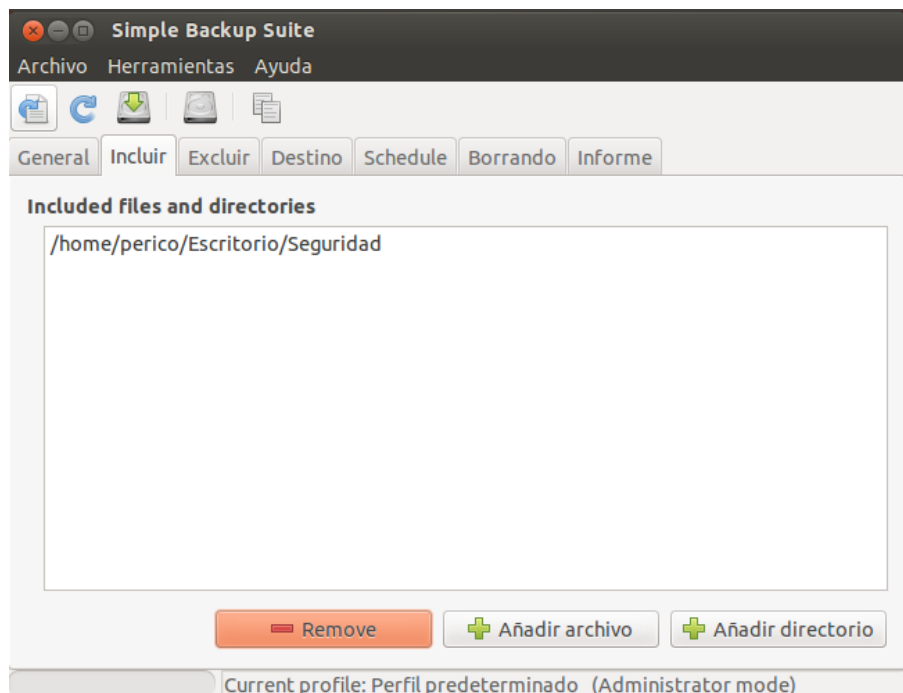 Simple Backup Suite
Archivo Herramientas Ayuda
General Incluir Excluir Destino Schedule Borrando Informe
Included files and directories
/home/perico/Escritorio/Seguridad
Remove Añadir archivo Añadir directorio
Current profile: Perfil predeterminado (Administrator mode)